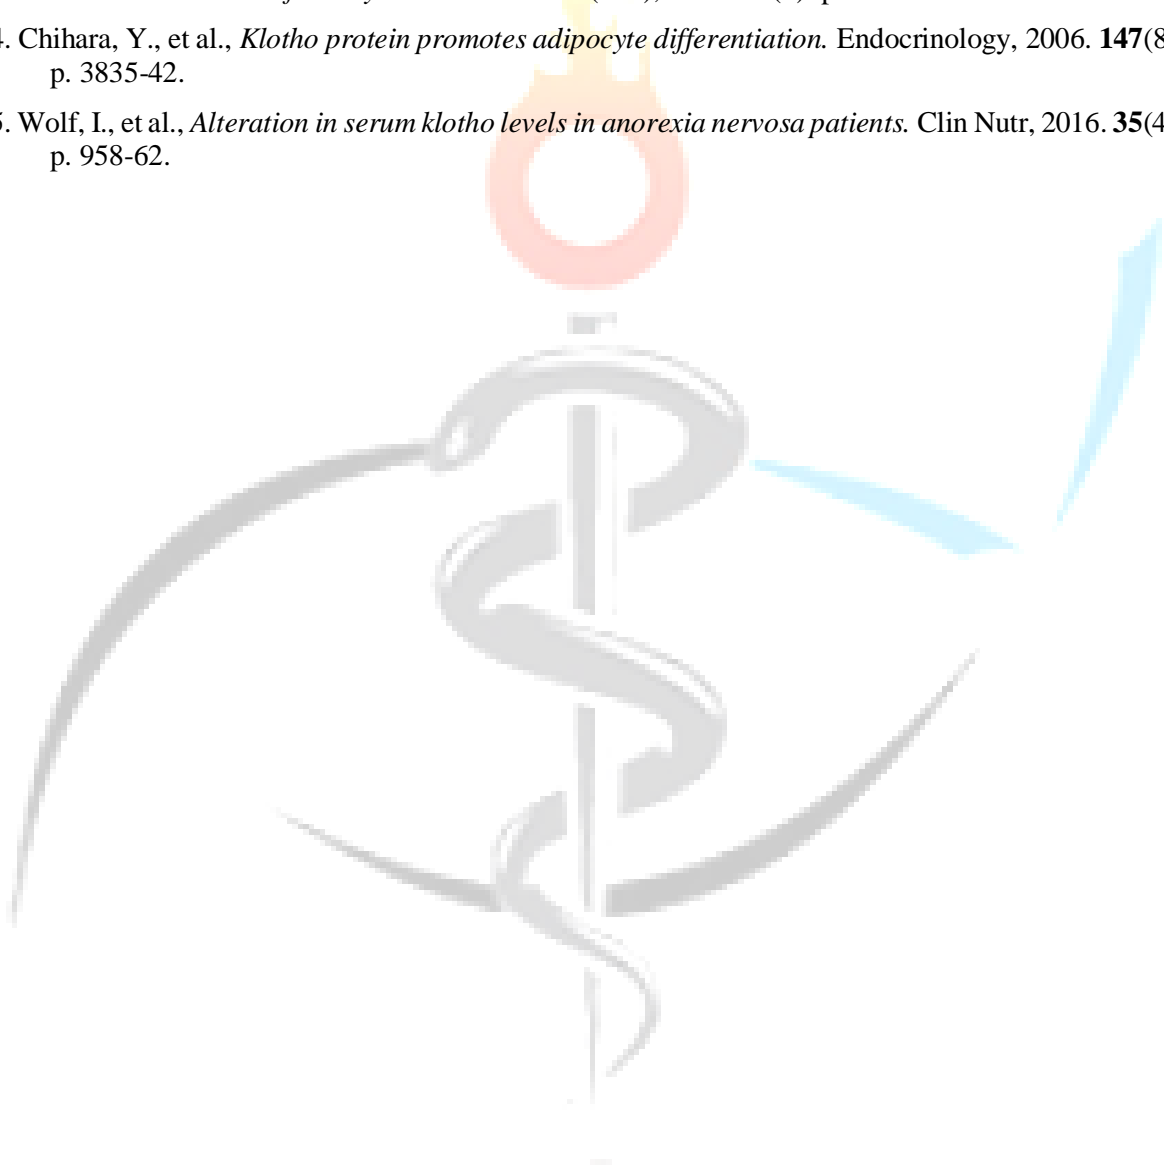 4. Chihara, Y., et al., Klotho protein promotes adipocyte differentiation. Endocrinology, 2006. 147(8
p. 3835-42.
5. Wolf, I., et al., Alteration in serum klotho levels in anorexia nervosa patients. Clin Nutr, 2016. 35(4
p. 958-62.